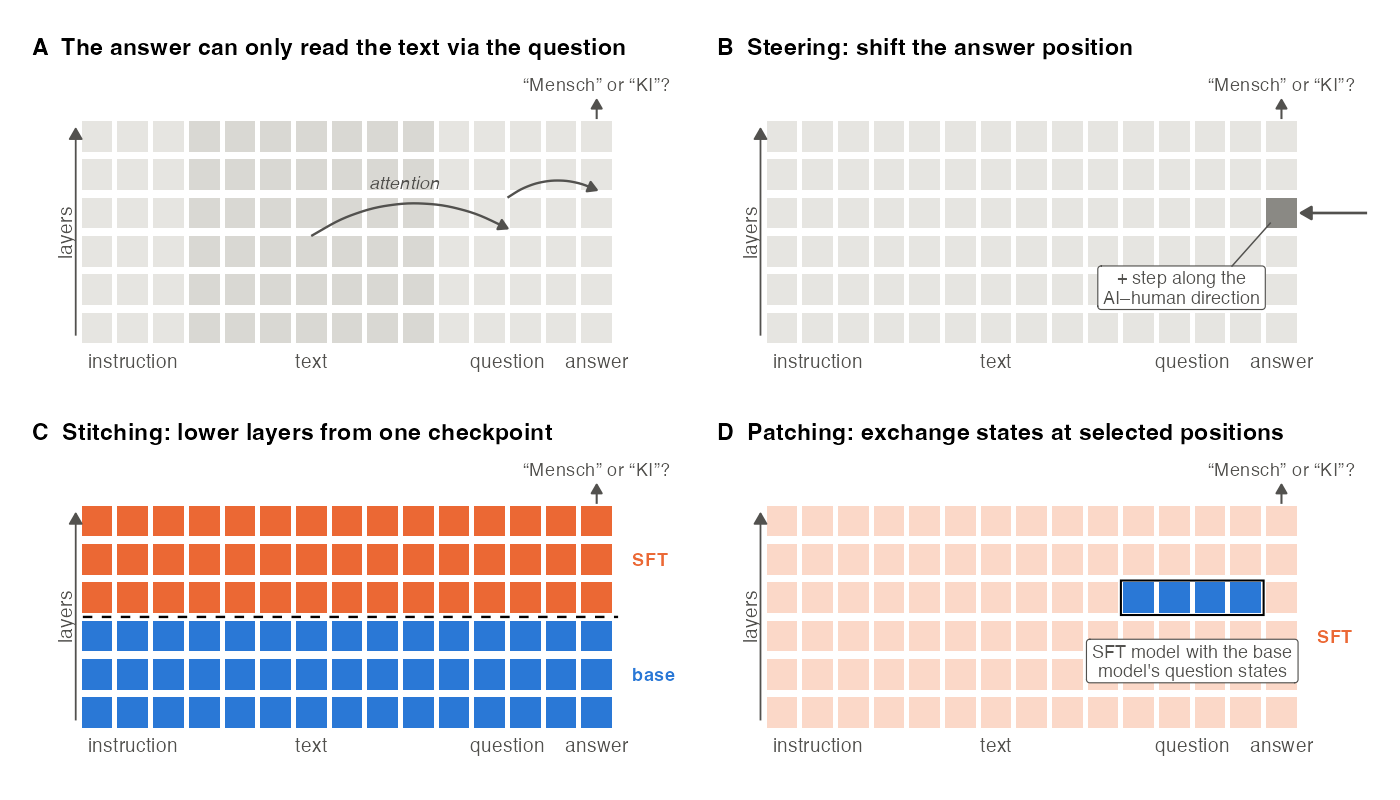 A The answer can only read the text via the question
“Mensch” or “KI”?
layers
attention
instruction text question answer
B Steering: shift the answer position
“Mensch” or “KI”?
layers
+ step along the
AI–human direction
instruction text question answer
C Stitching: lower layers from one checkpoint
“Mensch” or “KI”?
layers
SFT
base
instruction text question answer
D Patching: exchange states at selected positions
“Mensch” or “KI”?
layers
SFT
SFT model with the base
model's question states
instruction text question answer